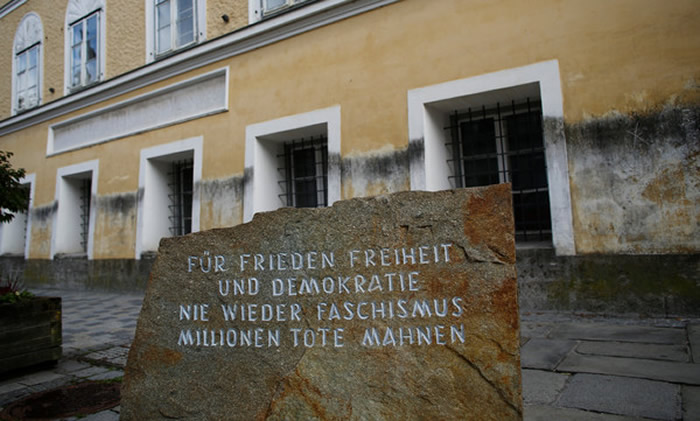 FÜR FRIEDEN FREIHEIT
UND DEMOKRATIE
NIE WIEDER FASCHISMUS
MILLIONEN TOTE MAHNEN